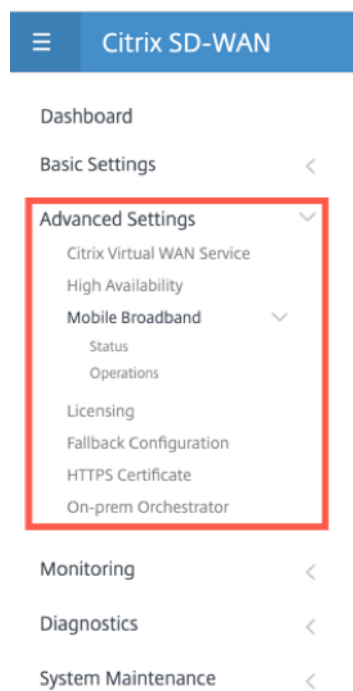 Citrix SD-WAN
Dashboard
Basic Settings
Advanced Settings
Citrix Virtual WAN Service
High Availability
Mobile Broadband
Status
Operations
Licensing
Fallback Configuration
HTTPS Certificate
On-prem Orchestrator
Monitoring
Diagnostics
System Maintenance